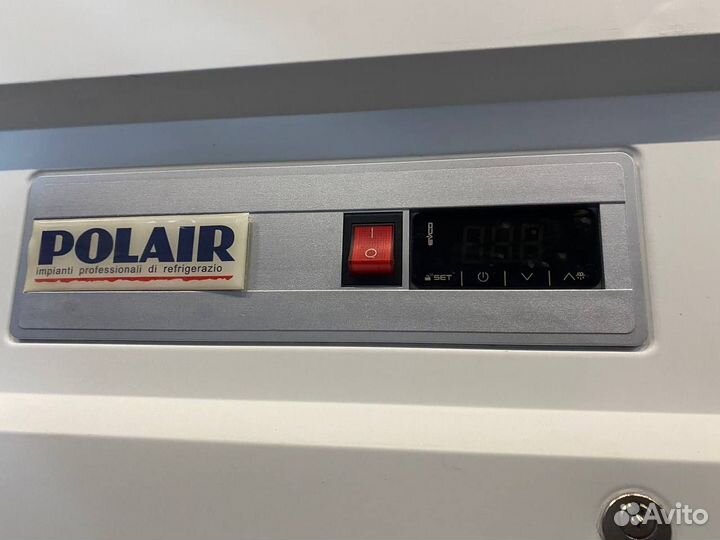 POLAIR
impianti professionali di refrigerazio
I
O
EVCO
SET
Avito